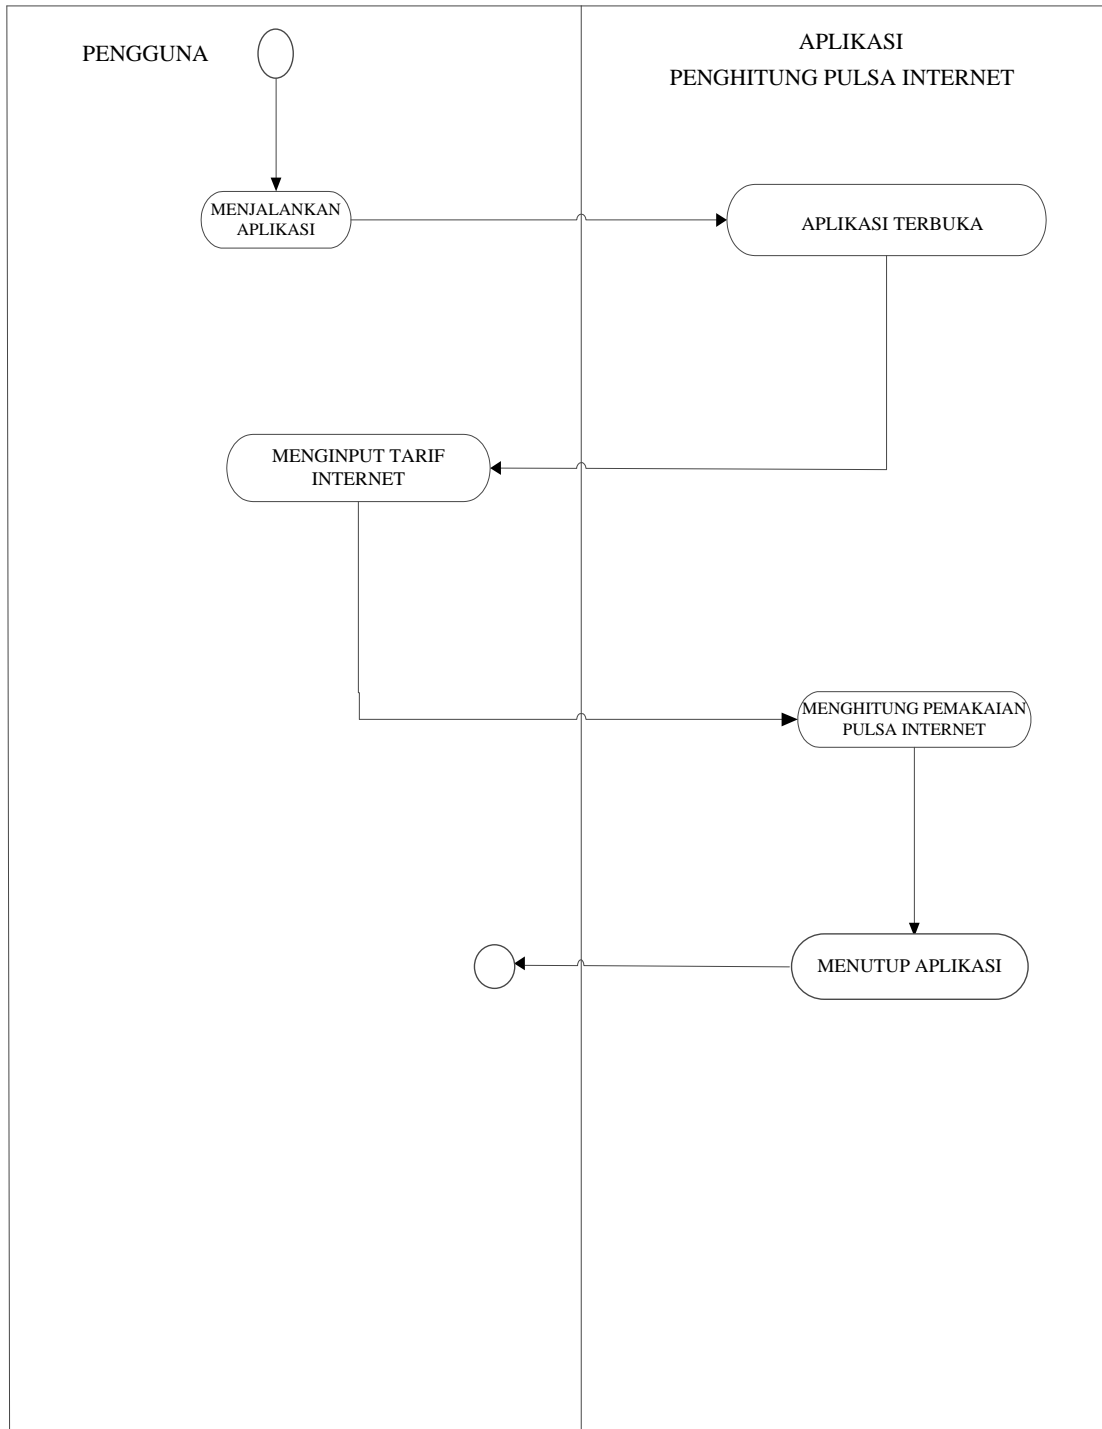 PENGGUNA
APLIKASI
PENGHITUNG PULSA INTERNET
MENJALANKAN
APLIKASI
APLIKASI TERBUKA
MENGINPUT TARIF
INTERNET
MENGHITUNG PEMAKAIAN
PULSA INTERNET
MENUTUP APLIKASI